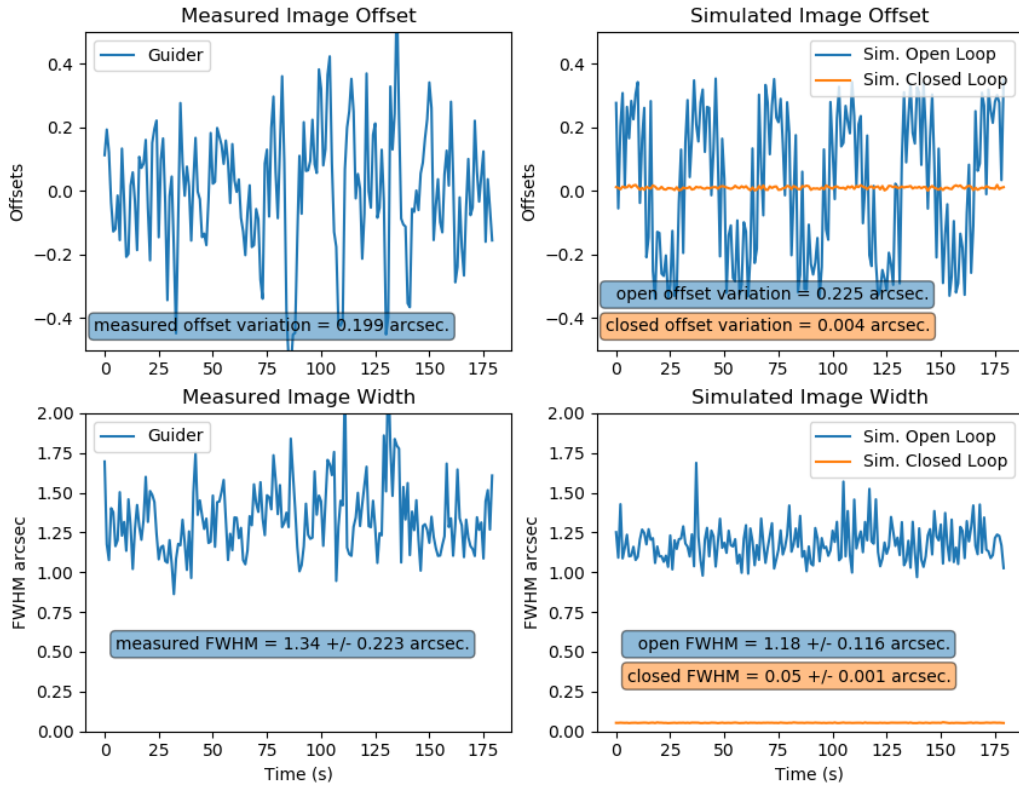 Measured Image Offset
Offsets
0.4
0.2
0.0
−0.2
−0.4
Guider
measured offset variation = 0.199 arcsec.
0 25 50 75 100 125 150 175
Simulated Image Offset
Offsets
0.4
0.2
0.0
−0.2
−0.4
Sim. Open Loop
Sim. Closed Loop
open offset variation = 0.225 arcsec.
closed offset variation = 0.004 arcsec.
0 25 50 75 100 125 150 175
Measured Image Width
FWHM arcsec
2.00
1.75
1.50
1.25
1.00
0.75
0.50
0.25
0.00
Guider
measured FWHM = 1.34 +/- 0.223 arcsec.
0 25 50 75 100 125 150 175
Time (s)
Simulated Image Width
FWHM arcsec
2.00
1.75
1.50
1.25
1.00
0.75
0.50
0.25
0.00
Sim. Open Loop
Sim. Closed Loop
open FWHM = 1.18 +/- 0.116 arcsec.
closed FWHM = 0.05 +/- 0.001 arcsec.
0 25 50 75 100 125 150 175
Time (s)